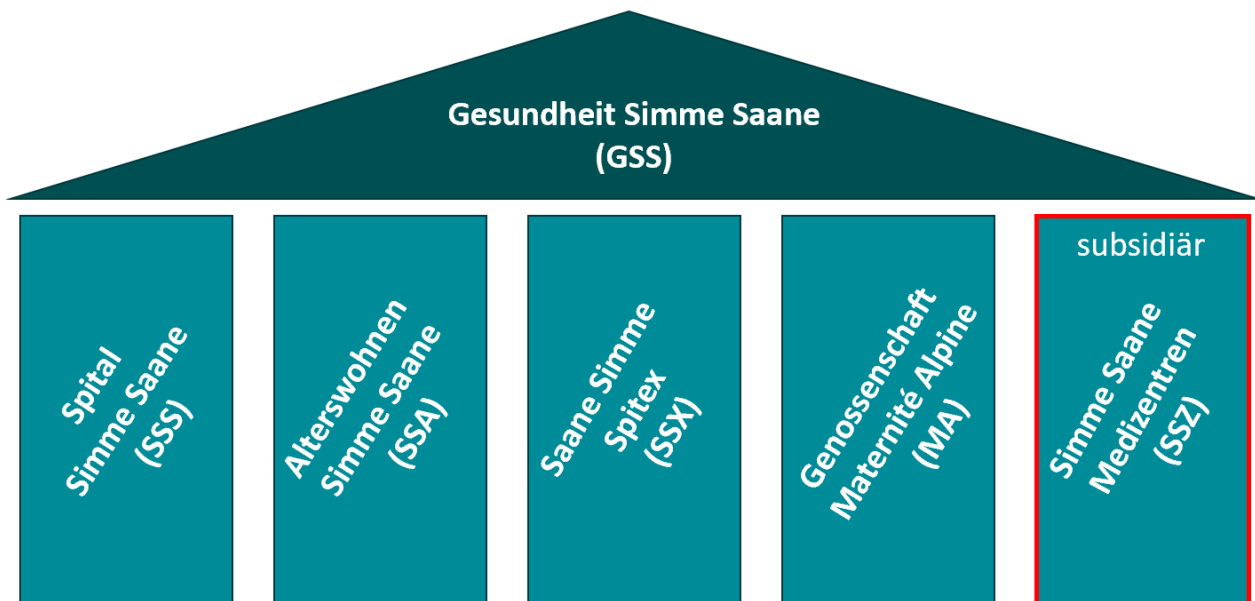 Gesundheit Simme Saane
(GSS)
Spital
Simme Saane
(SSS)
Alterswohnen
Simme Saane
(SSA)
Saane Simme
Spitex
(SSX)
Genossenschaft
Maternité Alpine
(MA)
subsidiär
Simme Saane
Medizentren
(SSZ)